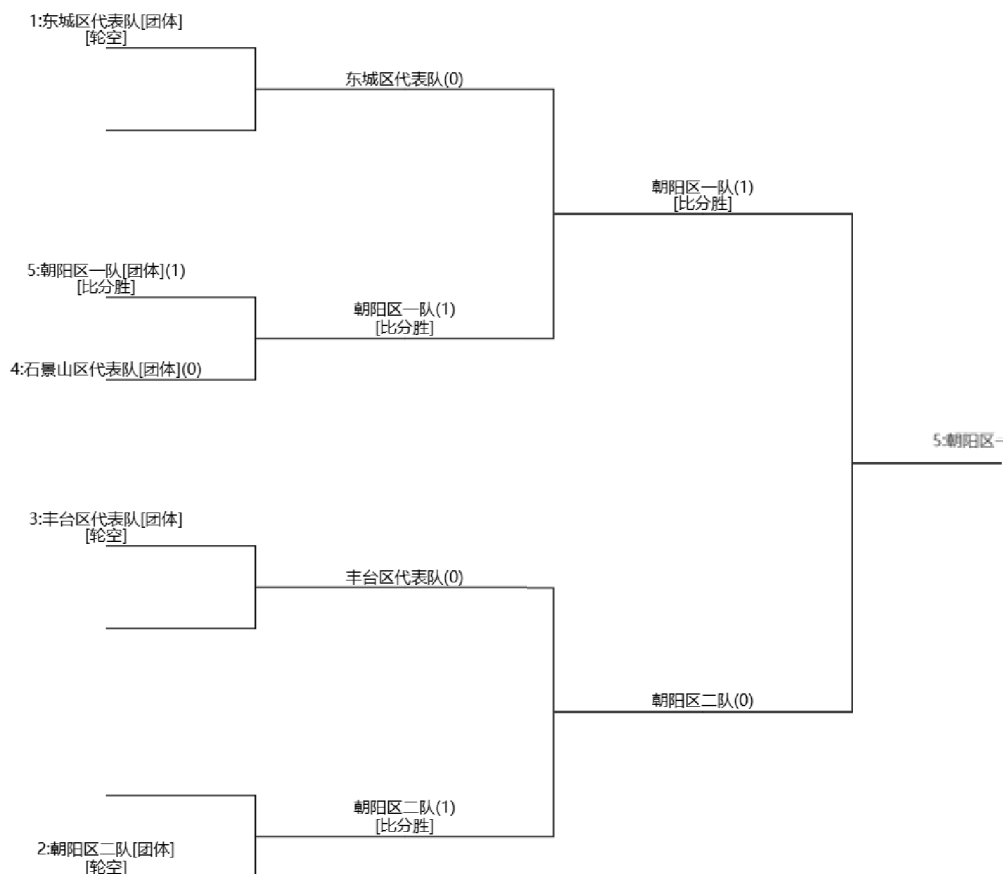 1:东城区代表队[团体]
[轮空]
东城区代表队(0)
朝阳区一队(1)
[比分胜]
5:朝阳区一队[团体](1)
[比分胜]
朝阳区一队(1)
[比分胜]
4:石景山区代表队[团体](0)
5:朝阳区一
3:丰台区代表队[团体]
[轮空]
丰台区代表队(0)
朝阳区二队(0)
朝阳区二队(1)
[比分胜]
2:朝阳区二队[团体]
[轮空]